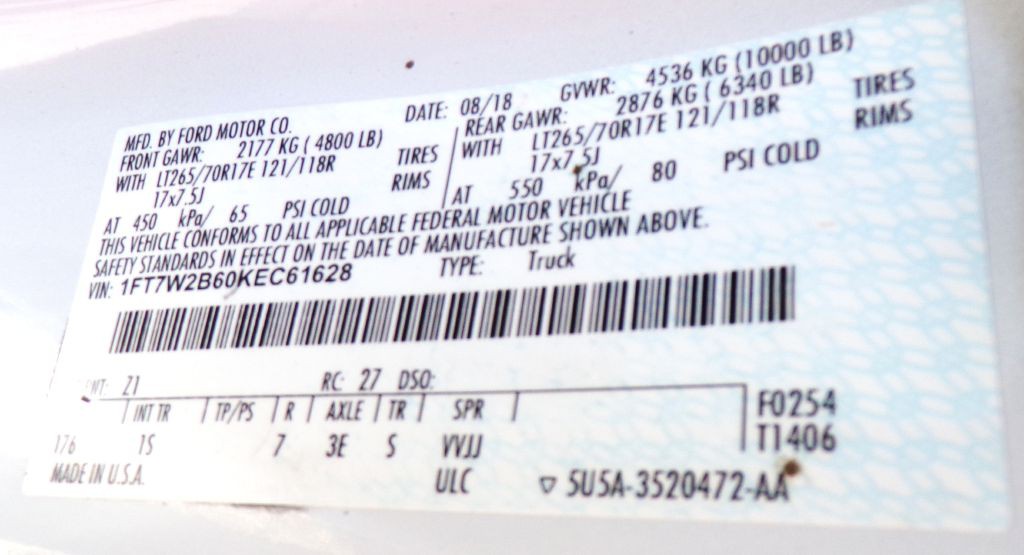 MFD. BY FORD MOTOR CO. DATE: 08/18 GVWR: 4536 KG (10000 LB)
FRONT GAWR: 2177 KG ( 4800 LB) REAR GAWR: 2876 KG ( 6340 LB)
WITH LT265/70R17E 121/118R TIRES WITH LT265/70R17E 121/118R TIRES
17x7.5J RIMS 17x7.5J RIMS
AT 450 kPa/ 65 PSI COLD AT 550 kPa/ 80 PSI COLD
THIS VEHICLE CONFORMS TO ALL APPLICABLE FEDERAL MOTOR VEHICLE
SAFETY STANDARDS IN EFFECT ON THE DATE OF MANUFACTURE SHOWN ABOVE.
VIN: 1FT7W2B60KEC61628 TYPE: Truck
Z1 RC: 27 DSO:
INT TR TP/PS R AXLE TR SPR F0254
176 1S 7 3E S VVJJ T1406
MADE IN U.S.A. ULC ▽ 5U5A-3520472-AA